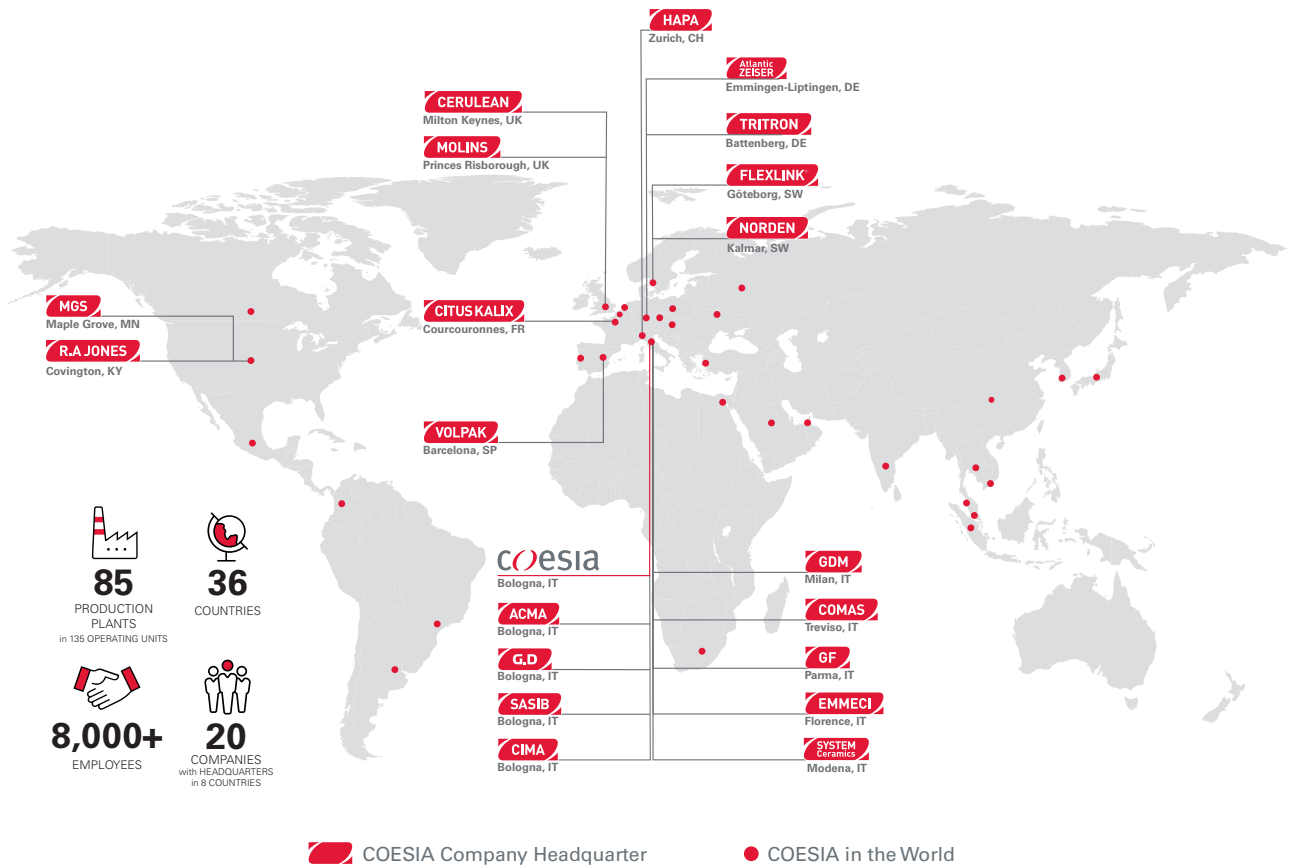 HAPA
Zurich, CH
Atlantic
ZEISER
Emmingen-Liptingen, DE
CERULEAN
Milton Keynes, UK
TRITRON
Battenberg, DE
MOLINS
Princes Risborough, UK
FLEXLINK
Göteborg, SW
NORDEN
Kalmar, SW
MGS
Maple Grove, MN
R.A JONES
Covington, KY
CITUS KALIX
Courcouronnes, FR
VOLPAK
Barcelona, SP
85
PRODUCTION
PLANTS
in 135 OPERATING UNITS
36
COUNTRIES
8,000+
EMPLOYEES
20
COMPANIES
with HEADQUARTERS
in 8 COUNTRIES
coesia
Bologna, IT
ACMA
Bologna, IT
G.D
Bologna, IT
SASIB
Bologna, IT
CIMA
Bologna, IT
GDM
Milan, IT
COMAS
Treviso, IT
GF
Parma, IT
EMMECI
Florence, IT
SYSTEM
Ceramics
Modena, IT
COESIA Company Headquarter
COESIA in the World